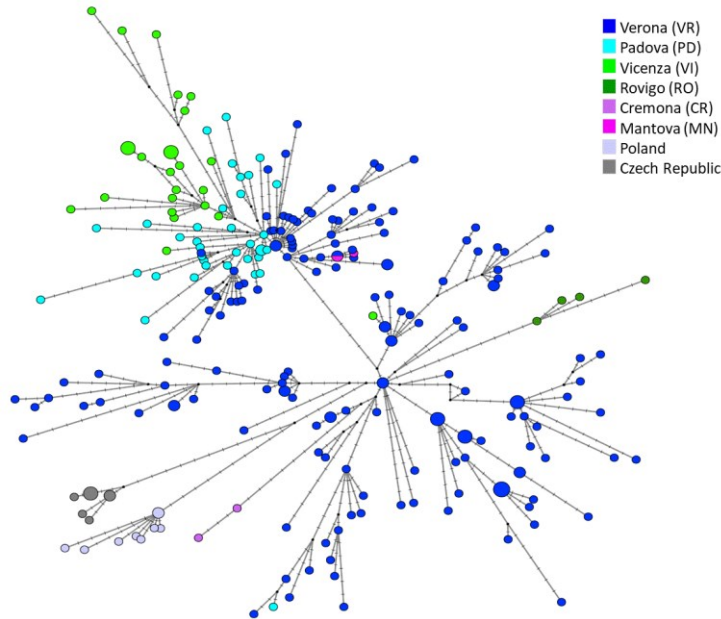 Verona (VR)
Padova (PD)
Vicenza (VI)
Rovigo (RO)
Cremona (CR)
Mantova (MN)
Poland
Czech Republic